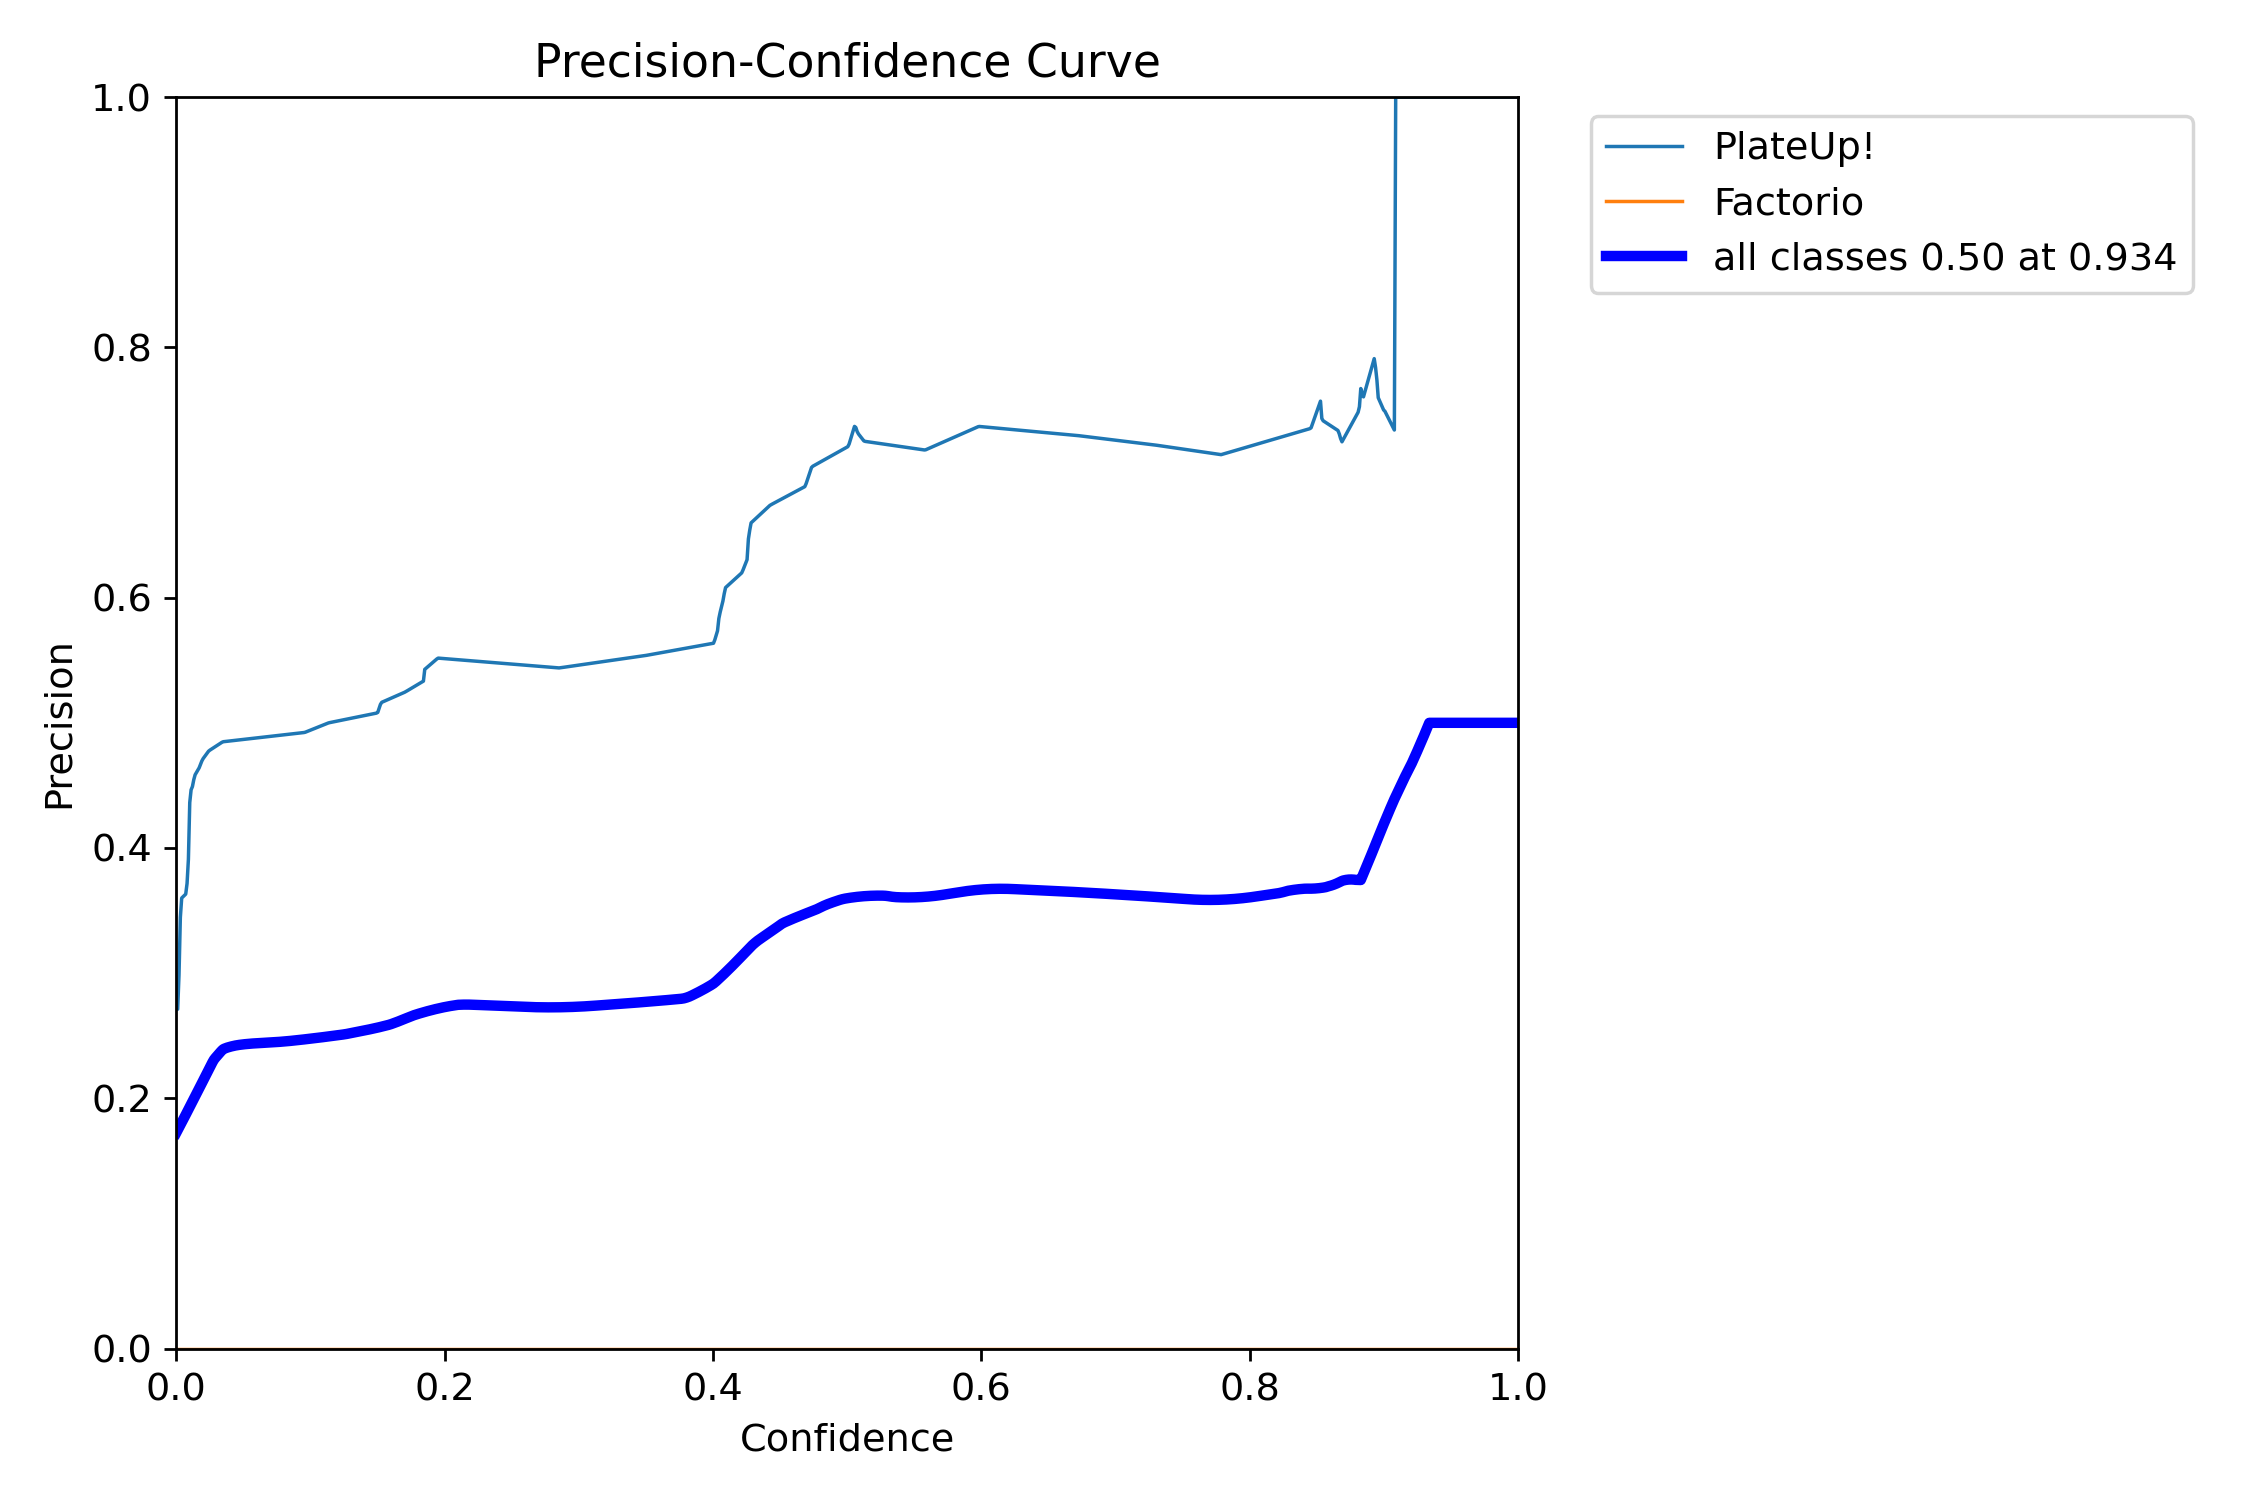 Precision-Confidence Curve
1.0
0.8
0.6
0.4
0.2
0.0
Precision
0.0 0.2 0.4 0.6 0.8 1.0
Confidence
PlateUp!
Factorio
all classes 0.50 at 0.934